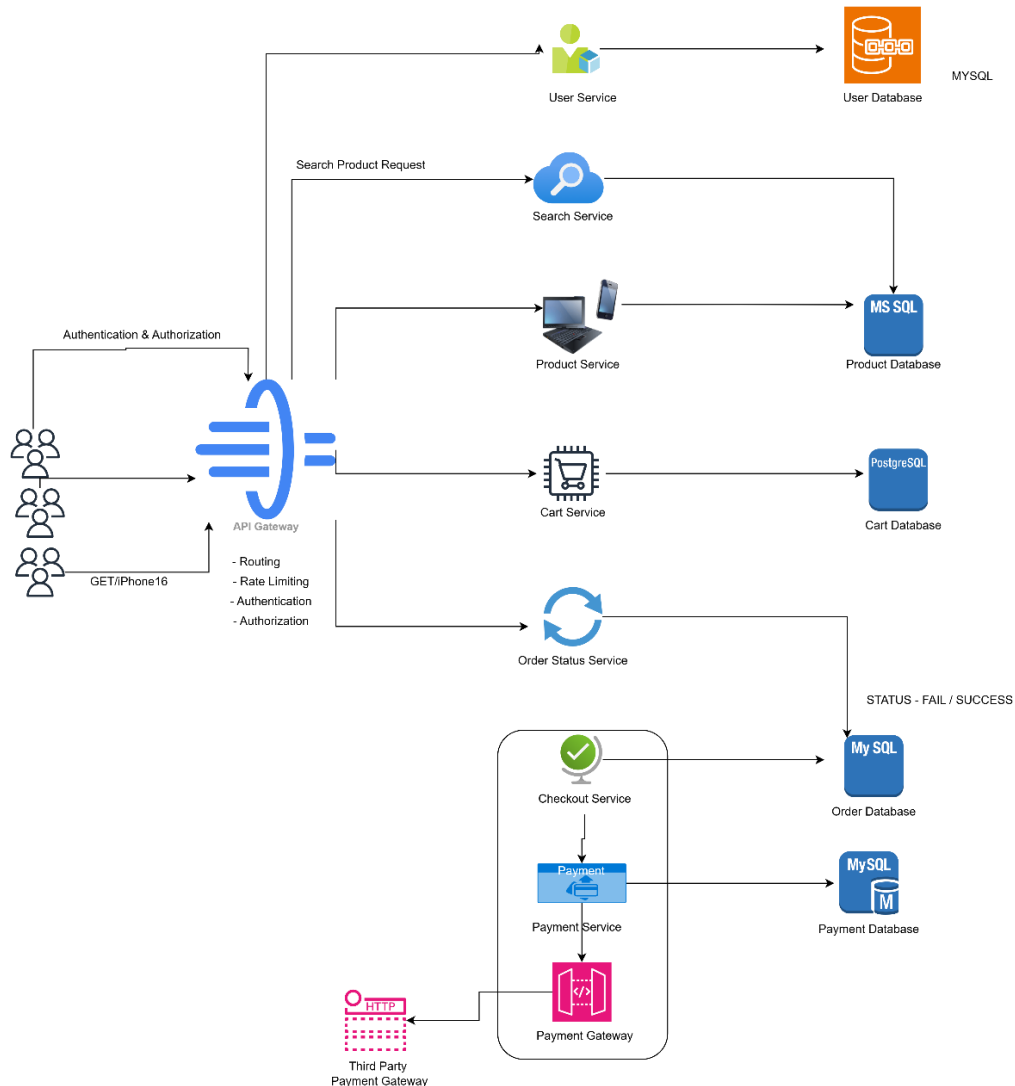 User Service
User Database
MYSQL
Search Product Request
Search Service
MS SQL
Product Service
Product Database
Authentication & Authorization
PostgreSQL
Cart Service
Cart Database
API Gateway
GET/iPhone16
- Routing
- Rate Limiting
- Authentication
- Authorization
Order Status Service
STATUS - FAIL / SUCCESS
My SQL
Checkout Service
Order Database
Payment
MySQL
M
Payment Service
Payment Database
</>
Payment Gateway
HTTP
Third Party
Payment Gateway